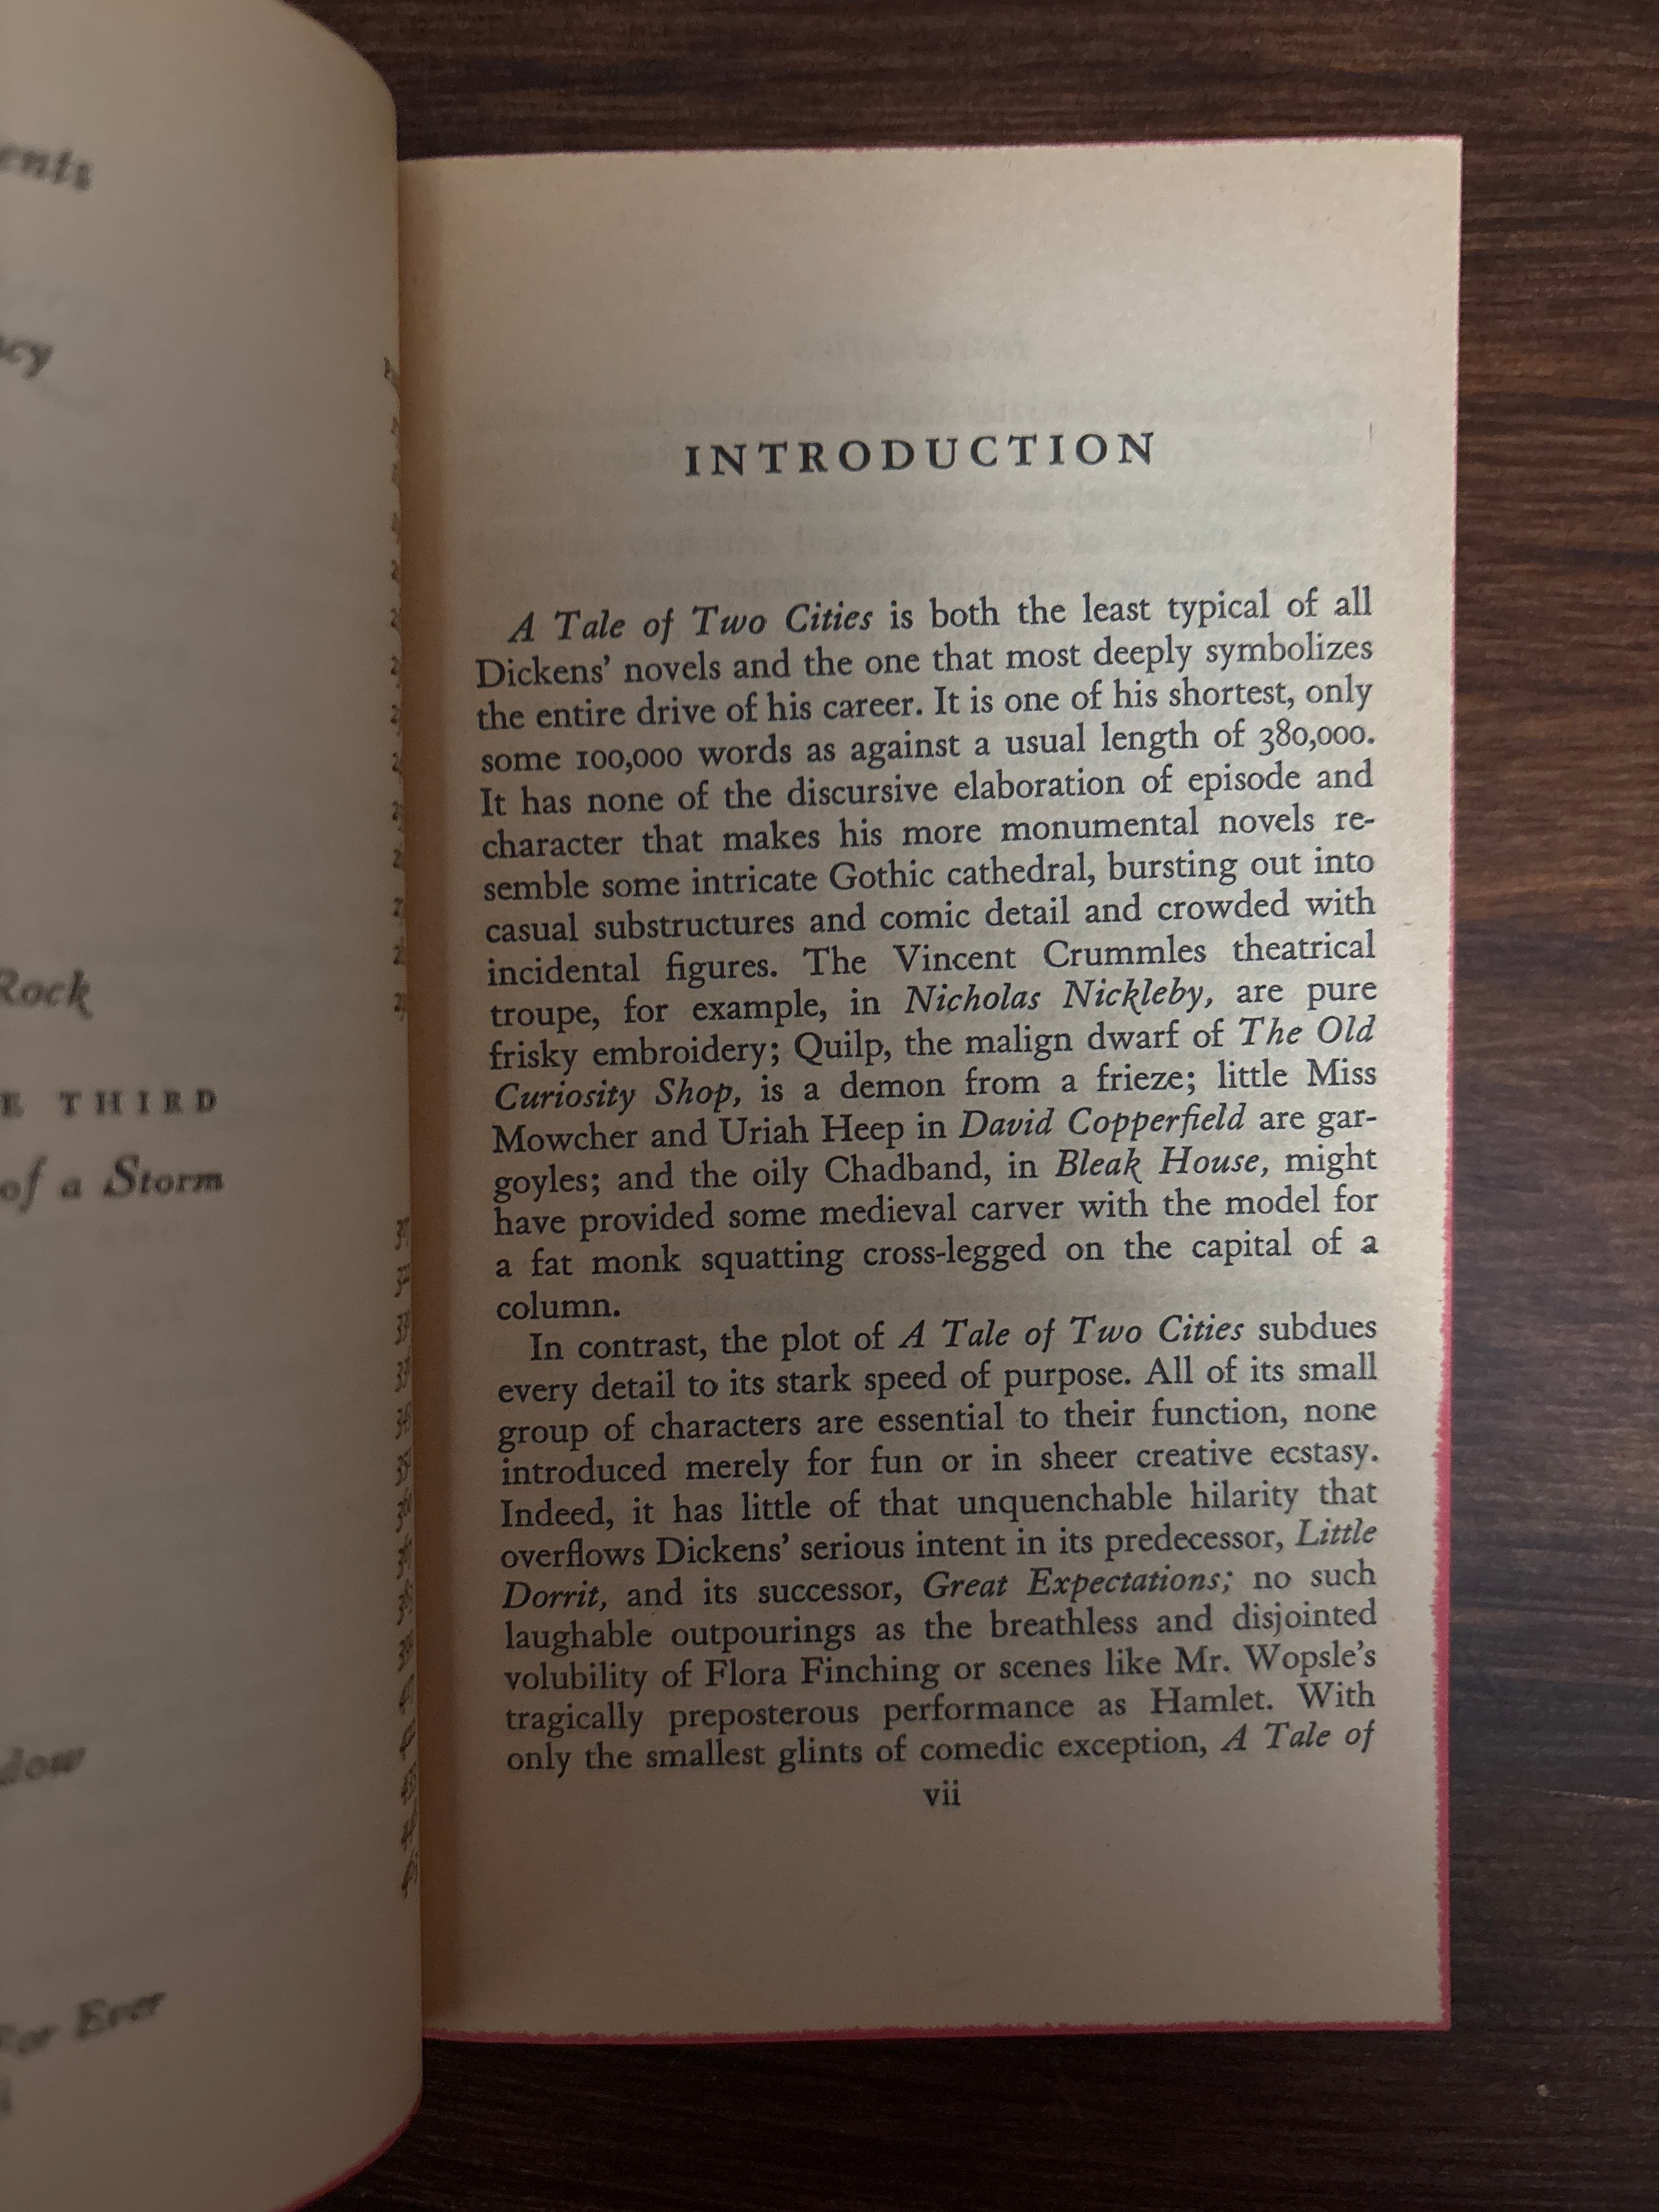 ents
cy
Rock
E THIRD
of a Storm
dow
For Ever
INTRODUCTION
A Tale of Two Cities is both the least typical of all
Dickens’ novels and the one that most deeply symbolizes
the entire drive of his career. It is one of his shortest, only
some 100,000 words as against a usual length of 380,000.
It has none of the discursive elaboration of episode and
character that makes his more monumental novels re-
semble some intricate Gothic cathedral, bursting out into
casual substructures and comic detail and crowded with
incidental figures. The Vincent Crummles theatrical
troupe, for example, in Nicholas Nickleby, are pure
frisky embroidery; Quilp, the malign dwarf of The Old
Curiosity Shop, is a demon from a frieze; little Miss
Mowcher and Uriah Heep in David Copperfield are gar-
goyles; and the oily Chadband, in Bleak House, might
have provided some medieval carver with the model for
a fat monk squatting cross-legged on the capital of a
column.
In contrast, the plot of A Tale of Two Cities subdues
every detail to its stark speed of purpose. All of its small
group of characters are essential to their function, none
introduced merely for fun or in sheer creative ecstasy.
Indeed, it has little of that unquenchable hilarity that
overflows Dickens’ serious intent in its predecessor, Little
Dorrit, and its successor, Great Expectations; no such
laughable outpourings as the breathless and disjointed
volubility of Flora Finching or scenes like Mr. Wopsle’s
tragically preposterous performance as Hamlet. With
only the smallest glints of comedic exception, A Tale of
vii